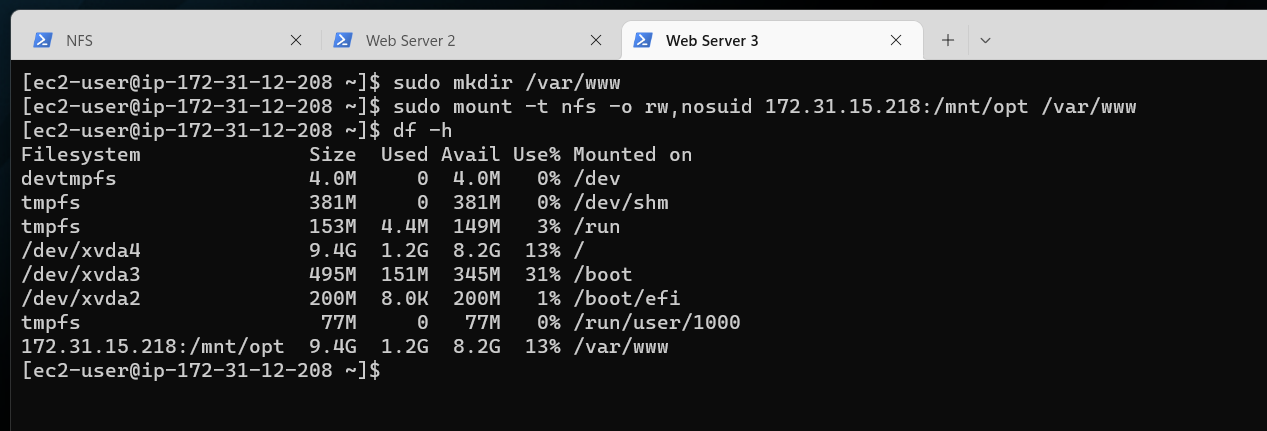 NFS
Web Server 2
Web Server 3
[ec2-user@ip-172-31-12-208 ~]$ sudo mkdir /var/www
[ec2-user@ip-172-31-12-208 ~]$ sudo mount -t nfs -o rw,nosuid 172.31.15.218:/mnt/opt /var/www
[ec2-user@ip-172-31-12-208 ~]$ df -h
Filesystem              Size  Used Avail Use% Mounted on
devtmpfs                4.0M     0  4.0M   0% /dev
tmpfs                   381M     0  381M   0% /dev/shm
tmpfs                   153M  4.4M  149M   3% /run
/dev/xvda4              9.4G  1.2G  8.2G  13% /
/dev/xvda3              495M  151M  345M  31% /boot
/dev/xvda2              200M  8.0K  200M   1% /boot/efi
tmpfs                    77M     0   77M   0% /run/user/1000
172.31.15.218:/mnt/opt  9.4G  1.2G  8.2G  13% /var/www
[ec2-user@ip-172-31-12-208 ~]$